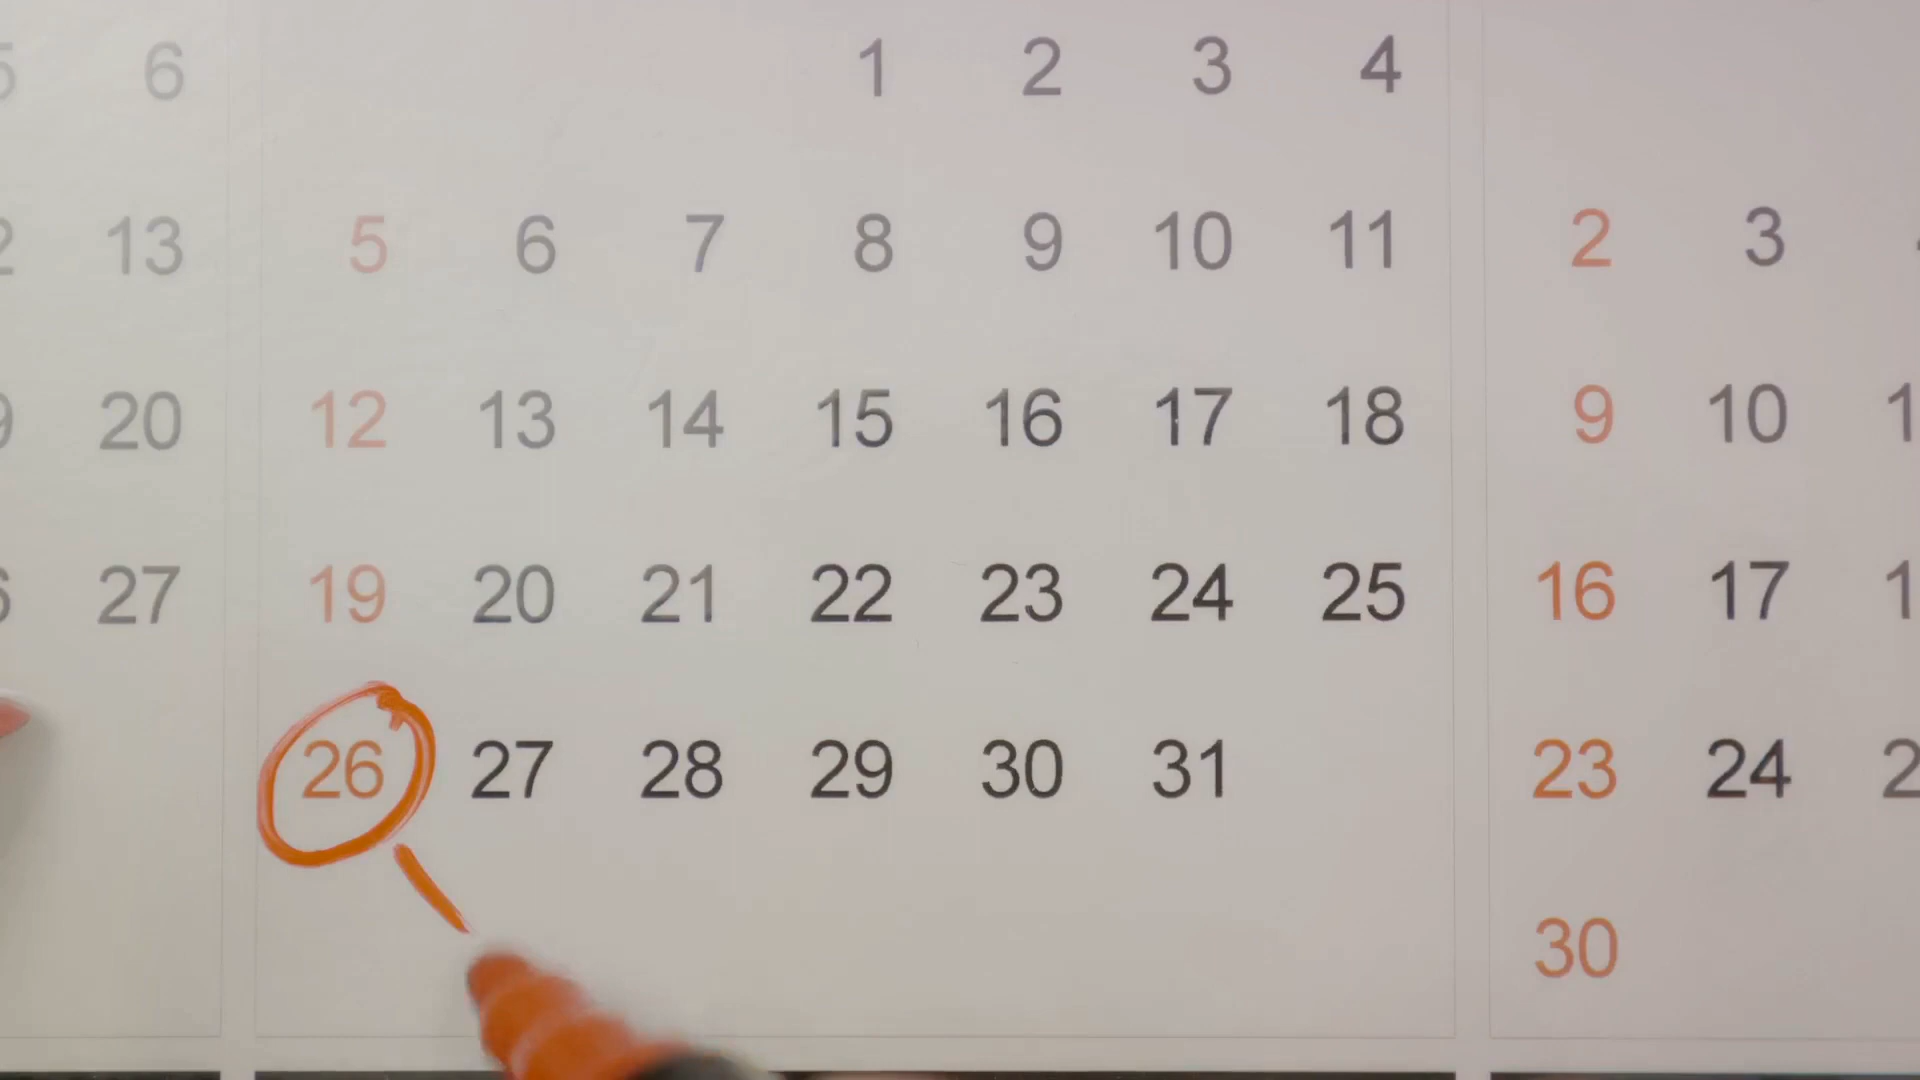 6 1 2 3 4
13 5 6 7 8 9 10 11 2 3
20 12 13 14 15 16 17 18 9 10
27 19 20 21 22 23 24 25 16 17
26 27 28 29 30 31 23 24
30